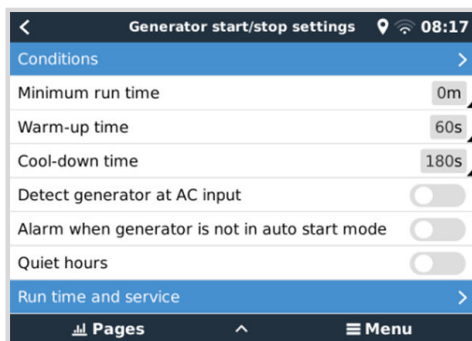 Generator start/stop settings 08:17
Conditions
Minimum run time 0m
Warm-up time 60s
Cool-down time 180s
Detect generator at AC input
Alarm when generator is not in auto start mode
Quiet hours
Run time and service
Pages Menu